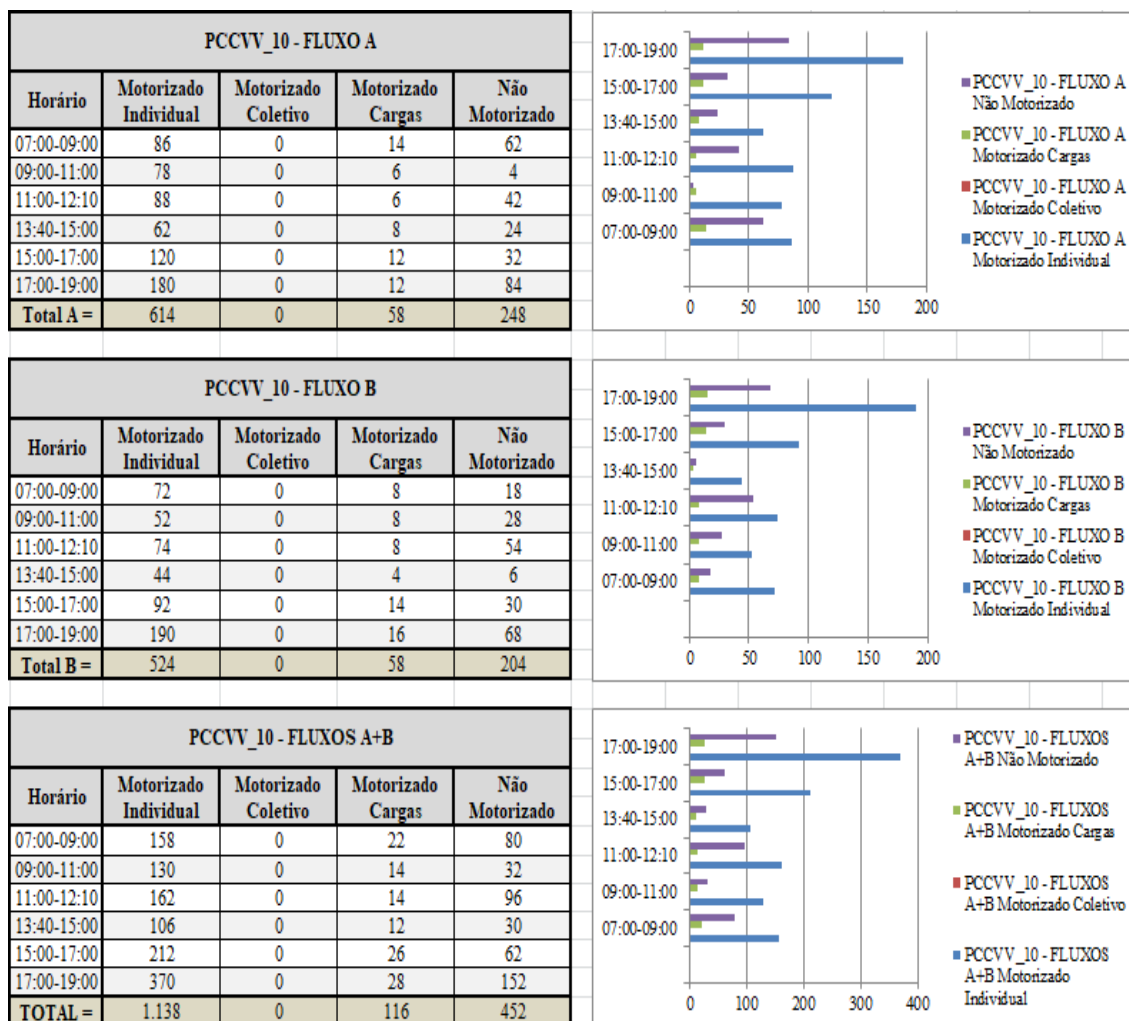 PCCVV_10 - FLUXO A
Horário Motorizado Individual Motorizado Coletivo Motorizado Cargas Não Motorizado
07:00-09:00 86 0 14 62
09:00-11:00 78 0 6 4
11:00-12:10 88 0 6 42
13:40-15:00 62 0 8 24
15:00-17:00 120 0 12 32
17:00-19:00 180 0 12 84
Total A = 614 0 58 248
17:00-19:00
15:00-17:00
13:40-15:00
11:00-12:10
09:00-11:00
07:00-09:00
0 50 100 150 200
PCCVV_10 - FLUXO A
Não Motorizado
PCCVV_10 - FLUXO A
Motorizado Cargas
PCCVV_10 - FLUXO A
Motorizado Coletivo
PCCVV_10 - FLUXO A
Motorizado Individual
PCCVV_10 - FLUXO B
Horário Motorizado Individual Motorizado Coletivo Motorizado Cargas Não Motorizado
07:00-09:00 72 0 8 18
09:00-11:00 52 0 8 28
11:00-12:10 74 0 8 54
13:40-15:00 44 0 4 6
15:00-17:00 92 0 14 30
17:00-19:00 190 0 16 68
Total B = 524 0 58 204
17:00-19:00
15:00-17:00
13:40-15:00
11:00-12:10
09:00-11:00
07:00-09:00
0 50 100 150 200
PCCVV_10 - FLUXO B
Não Motorizado
PCCVV_10 - FLUXO B
Motorizado Cargas
PCCVV_10 - FLUXO B
Motorizado Coletivo
PCCVV_10 - FLUXO B
Motorizado Individual
PCCVV_10 - FLUXOS A+B
Horário Motorizado Individual Motorizado Coletivo Motorizado Cargas Não Motorizado
07:00-09:00 158 0 22 80
09:00-11:00 130 0 14 32
11:00-12:10 162 0 14 96
13:40-15:00 106 0 12 30
15:00-17:00 212 0 26 62
17:00-19:00 370 0 28 152
TOTAL = 1.138 0 116 452
17:00-19:00
15:00-17:00
13:40-15:00
11:00-12:10
09:00-11:00
07:00-09:00
0 100 200 300 400
PCCVV_10 - FLUXOS
A+B Não Motorizado
PCCVV_10 - FLUXOS
A+B Motorizado Cargas
PCCVV_10 - FLUXOS
A+B Motorizado Coletivo
PCCVV_10 - FLUXOS
A+B Motorizado
Individual